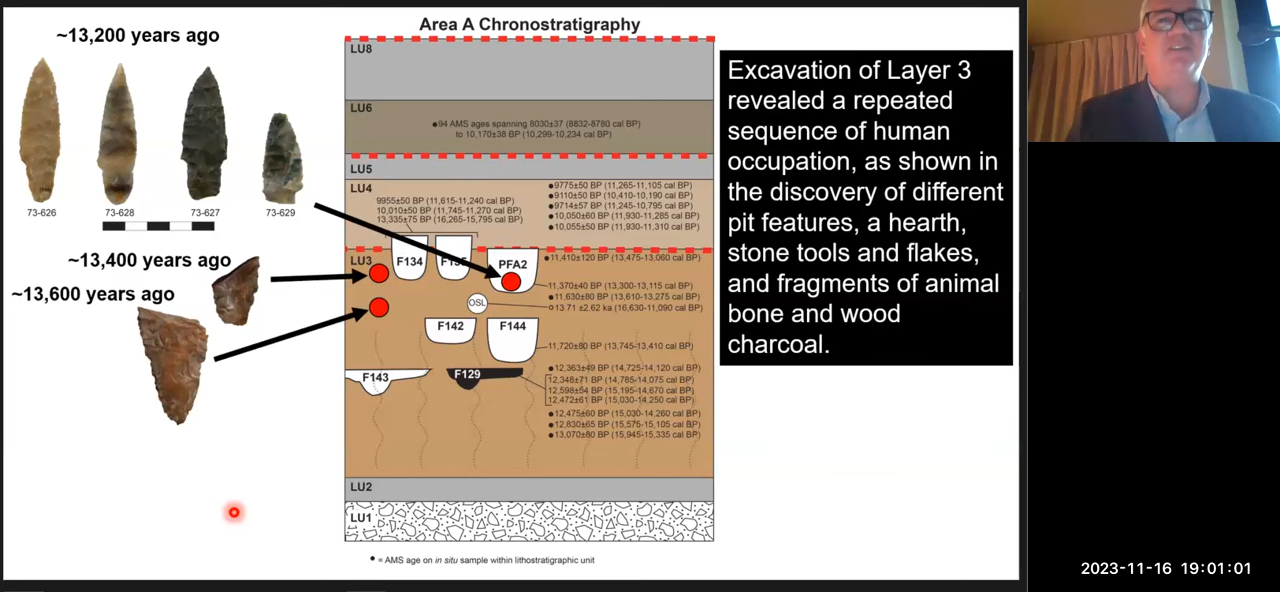 ~13,200 years ago
73-626
73-628
73-627
73-629
~13,400 years ago
~13,600 years ago
Area A Chronostratigraphy
LU8
LU6
●94 AMS ages spanning 8030±37 (8832-8780 cal BP)
to 10,170±38 BP (10,299-10,234 cal BP)
LU5
LU4
9955±50 BP (11,615-11,240 cal BP)
10,010±50 BP (11,745-11,270 cal BP)
13,335±75 BP (16,265-15,795 cal BP)
●9775±50 BP (11,265-11,105 cal BP)
●9110±50 BP (10,410-10,190 cal BP)
●9714±57 BP (11,245-10,795 cal BP)
●10,050±60 BP (11,930-11,285 cal BP)
●10,055±50 BP (11,930-11,310 cal BP)
LU3
F134
F135
PFA2
●11,410±120 BP (13,475-13,060 cal BP)
11,370±40 BP (13,300-13,115 cal BP)
●11,630±80 BP (13,610-13,275 cal BP)
OSL
13.71 ±2.62 ka (16,630-11,090 cal BP)
F142
F144
11,720±80 BP (13,745-13,410 cal BP)
F143
F129
●12,363±49 BP (14,725-14,120 cal BP)
12,348±71 BP (14,785-14,075 cal BP)
12,598±54 BP (15,195-14,670 cal BP)
12,472±61 BP (15,030-14,250 cal BP)
●12,475±60 BP (15,030-14,260 cal BP)
●12,830±65 BP (15,575-15,105 cal BP)
●13,070±80 BP (15,945-15,335 cal BP)
LU2
LU1
● = AMS age on in situ sample within lithostratigraphic unit
Excavation of Layer 3
revealed a repeated
sequence of human
occupation, as shown in
the discovery of different
pit features, a hearth,
stone tools and flakes,
and fragments of animal
bone and wood
charcoal.
2023-11-16 19:01:01